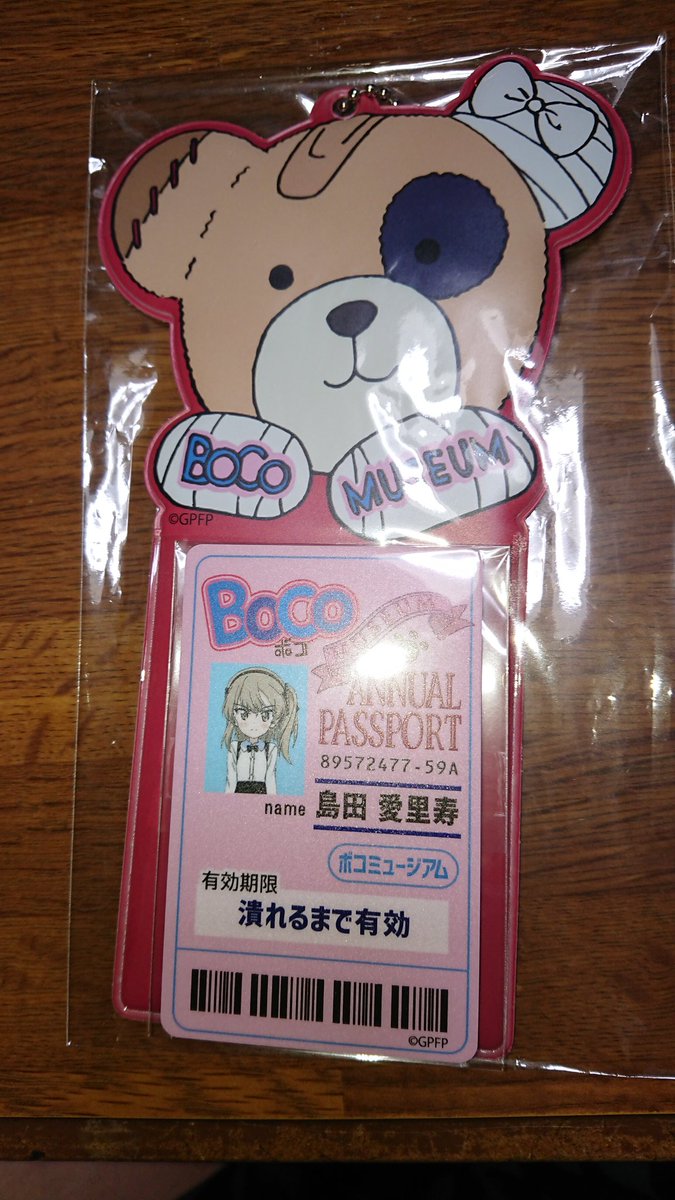 BOCO
MUSEUM
©GPFP
BOCO
ボコ
MUSEUM
ANNUAL
PASSPORT
89572477-59A
name 島田 愛里寿
ボコミュージアム
有効期限
潰れるまで有効
©GPFP